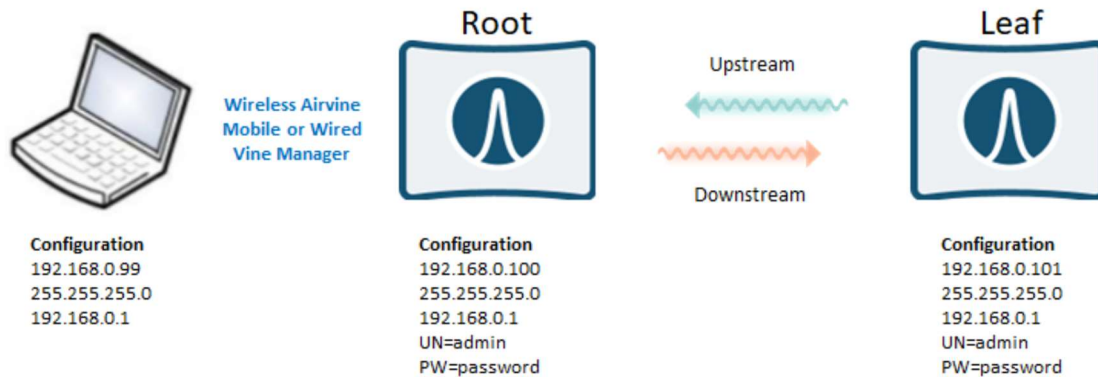 Root
Leaf
Wireless Airvine
Mobile or Wired
Vine Manager
Upstream
Downstream
Configuration
192.168.0.99
255.255.255.0
192.168.0.1
Configuration
192.168.0.100
255.255.255.0
192.168.0.1
UN=admin
PW=password
Configuration
192.168.0.101
255.255.255.0
192.168.0.1
UN=admin
PW=password